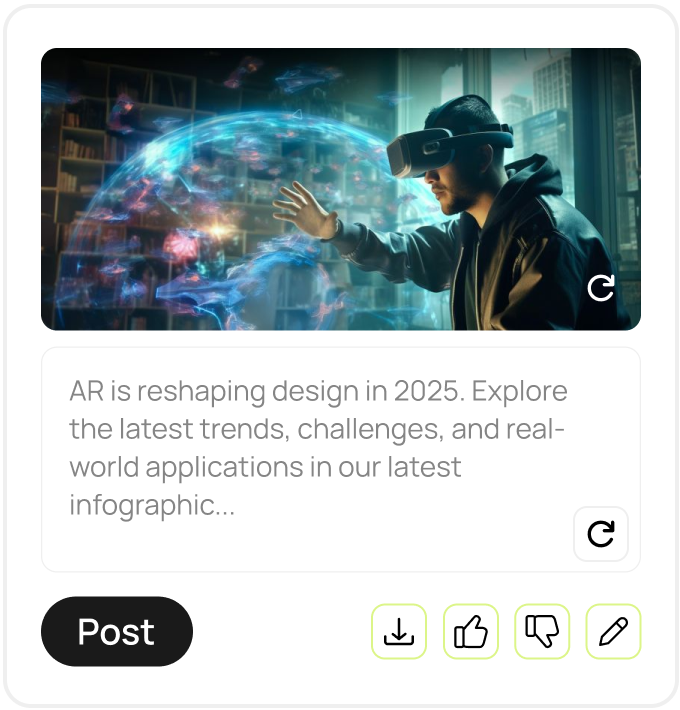 AR is reshaping design in 2025. Explore
the latest trends, challenges, and real-
world applications in our latest
infographic...
Post